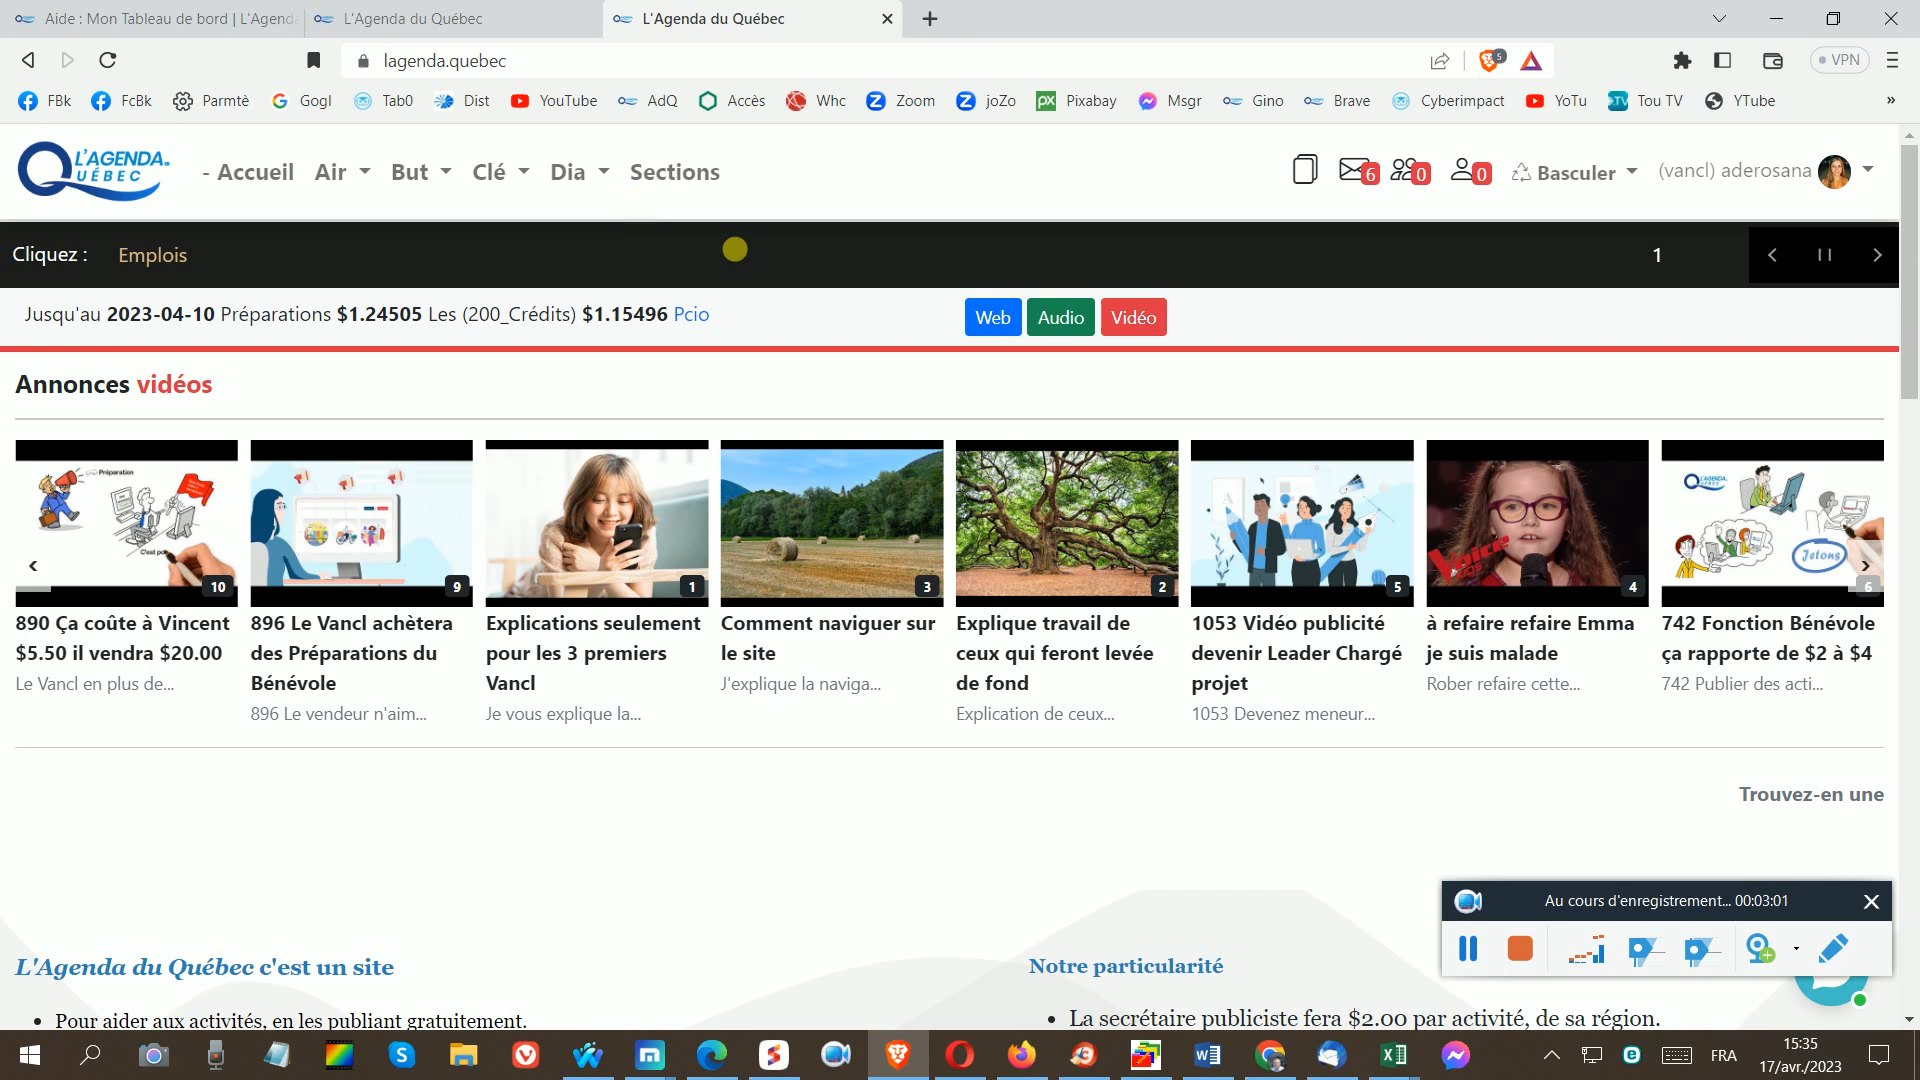 Aide : Mon Tableau de bord | L'Agenda
L'Agenda du Québec
L'Agenda du Québec
lagenda.quebec
5
VPN
FBk FcBk Parmtè Gogl Tab0 Dist YouTube AdQ Accès Whc Zoom joZo Pixabay Msgr Gino Brave Cyberimpact YoTu Tou TV YTube »
L'AGENDA. QUÉBEC
- Accueil Air But Clé Dia Sections
6 0 0 Basculer (vancl) aderosana
Cliquez : Emplois 1
Jusqu'au 2023-04-10 Préparations $1.24505 Les (200_Crédits) $1.15496 Pcio
Web Audio Vidéo
Annonces vidéos
Préparation
10
9
1
3
2
5
Voice
4
L'AGENDA. QUÉBEC
Jetons
6
890 Ça coûte à Vincent
$5.50 il vendra $20.00
Le Vancl en plus de...
896 Le Vancl achètera
des Préparations du
Bénévole
896 Le vendeur n'aim...
Explications seulement
pour les 3 premiers
Vancl
Je vous explique la...
Comment naviguer sur
le site
J'explique la naviga...
Explique travail de
ceux qui feront levée
de fond
Explication de ceux...
1053 Vidéo publicité
devenir Leader Chargé
projet
1053 Devenez meneur...
à refaire refaire Emma
je suis malade
Rober refaire cette...
742 Fonction Bénévole
ça rapporte de $2 à $4
742 Publier des acti...
Trouvez-en une
Au cours d'enregistrement... 00:03:01
L'Agenda du Québec c'est un site
Pour aider aux activités, en les publiant gratuitement.
Notre particularité
La secrétaire publiciste fera $2.00 par activité, de sa région.
FRA
15:35
17/avr./2023